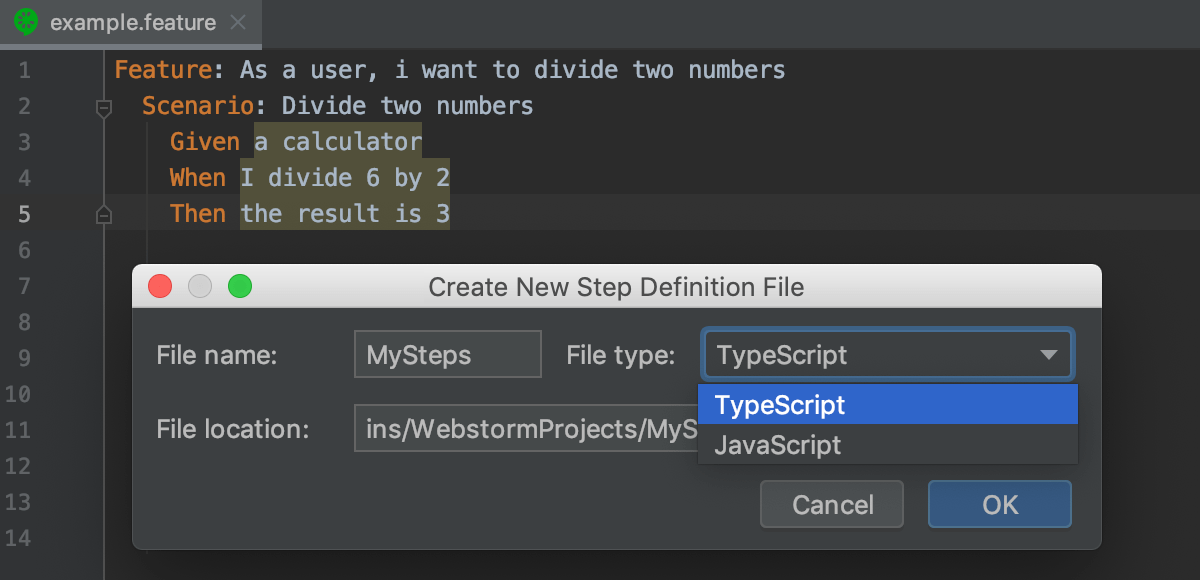 example.feature
1 Feature: As a user, i want to divide two numbers
2 Scenario: Divide two numbers
3 Given a calculator
4 When I divide 6 by 2
5 Then the result is 3
6
7
8
9
10
11
12
13
14
Create New Step Definition File
File name: MySteps File type: TypeScript
TypeScript
File location: ins/WebstormProjects/MyS
JavaScript
Cancel OK